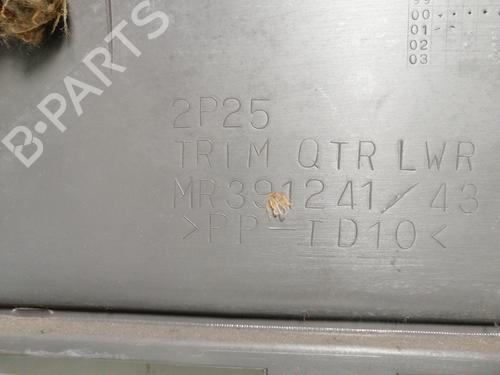 00
01
02
03
2P25
TRIM QTR LWR
MR391241/43
>PP-TD10<
B-PARTS